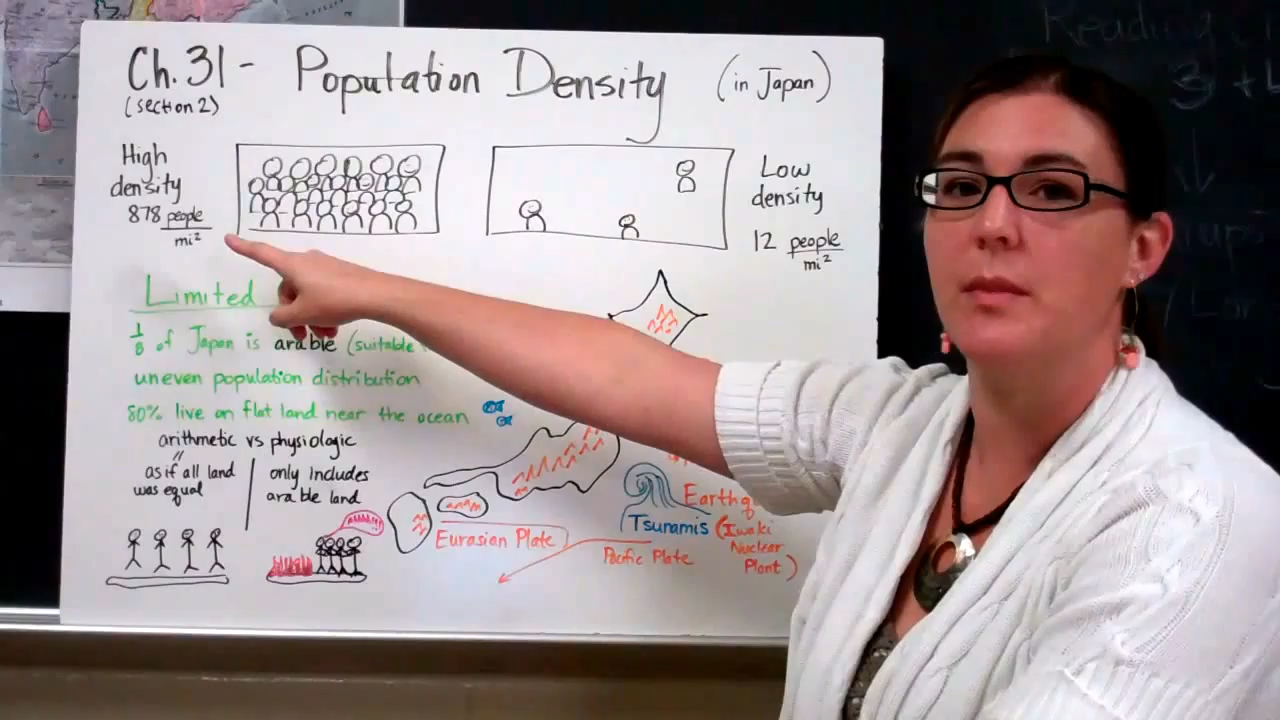 Ch. 31 - Population Density (in Japan)
(section 2)
High
density
878 people
mi²
Low
density
12 people
mi²
Limited
1/8 of Japan is arable (suitable
uneven population distribution
80% live on flat land near the ocean
arithmetic vs physiologic
"
as if all land
was equal
only includes
arable land
Earthq
Tsunamis (Iwaki
Nuclear
Plant)
Eurasian Plate
Pacific Plate
Reading
3 +